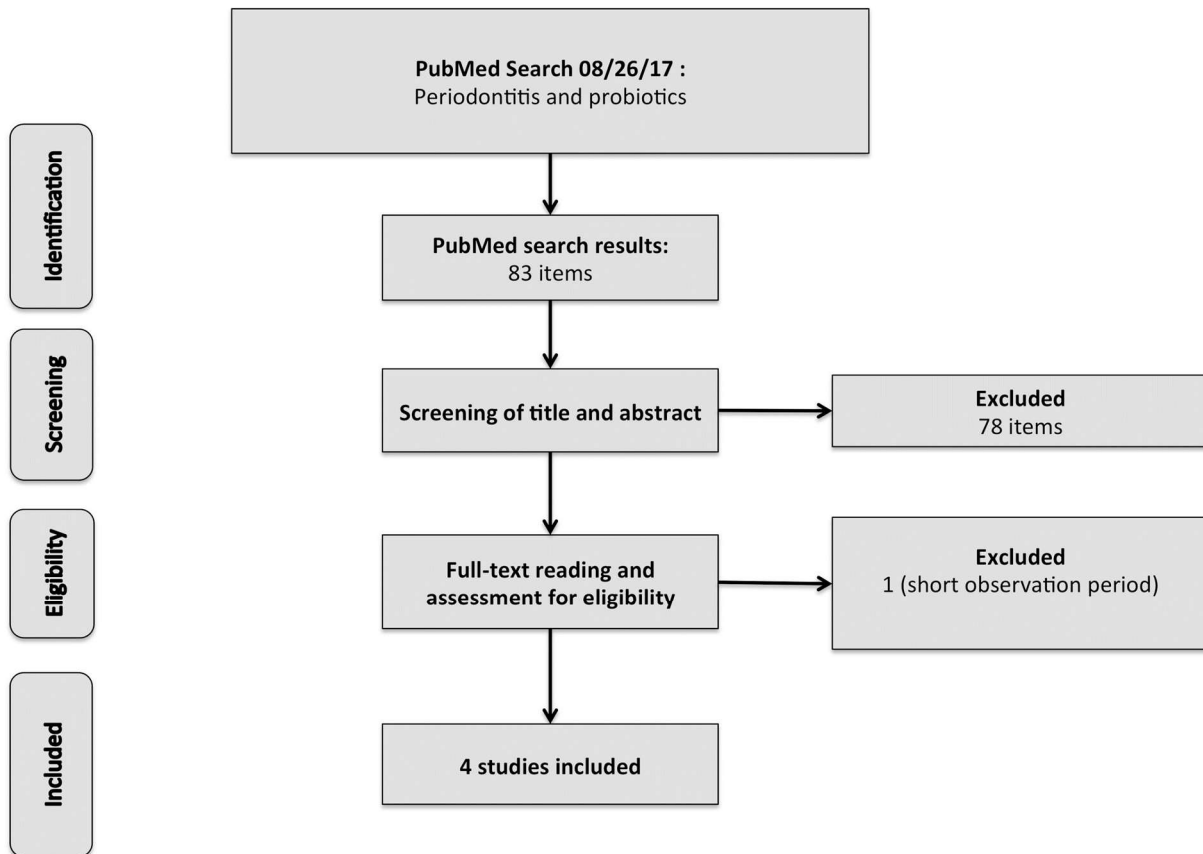 PubMed Search 08/26/17 :
Periodontitis and probiotics
Identification
PubMed search results:
83 items
Screening
Screening of title and abstract
Excluded
78 items
Eligibility
Full-text reading and
assessment for eligibility
Excluded
1 (short observation period)
Included
4 studies included